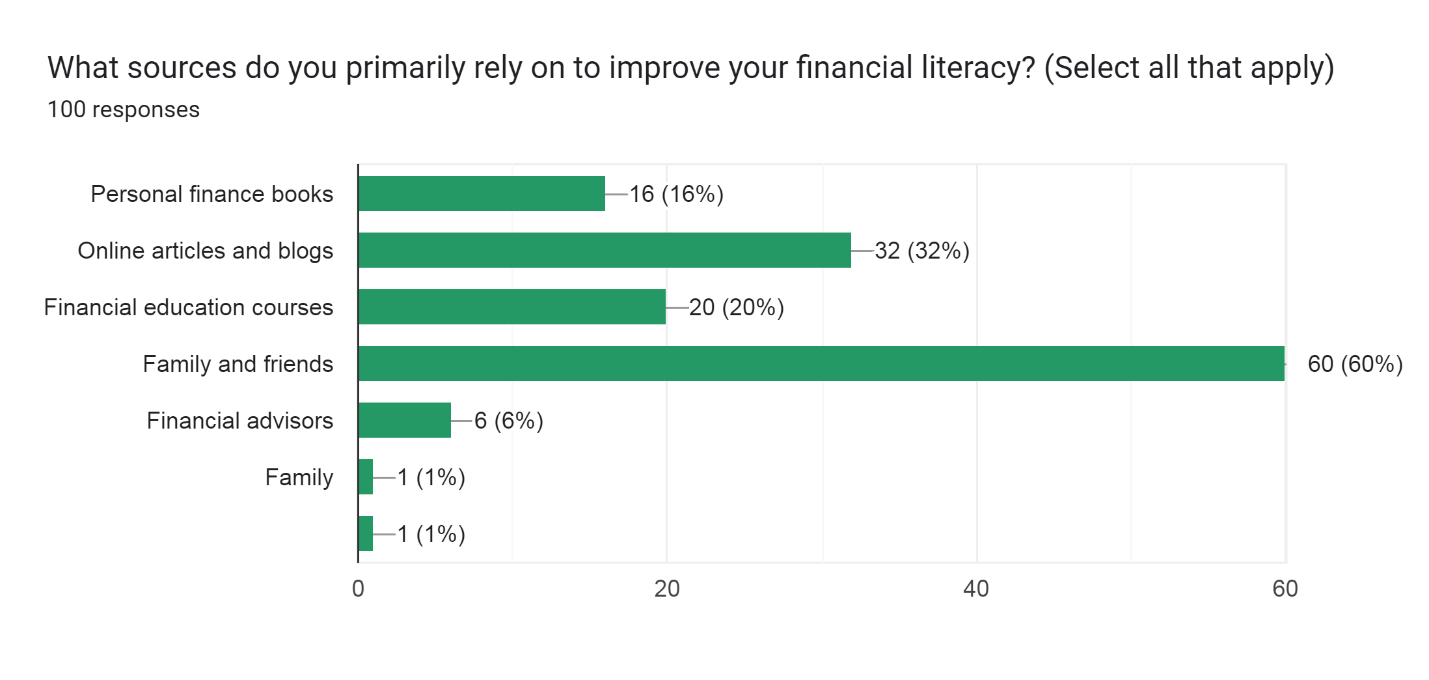 What sources do you primarily rely on to improve your financial literacy? (Select all that apply)
100 responses
Personal finance books 16 (16%)
Online articles and blogs 32 (32%)
Financial education courses 20 (20%)
Family and friends 60 (60%)
Financial advisors 6 (6%)
Family 1 (1%)
1 (1%)
0 20 40 60